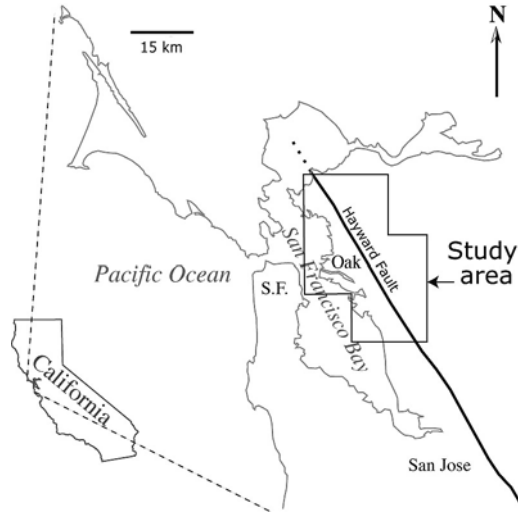 N
15 km
Hayward Fault
San Francisco Bay
Oak
Study
area
Pacific Ocean
S.F.
California
San Jose